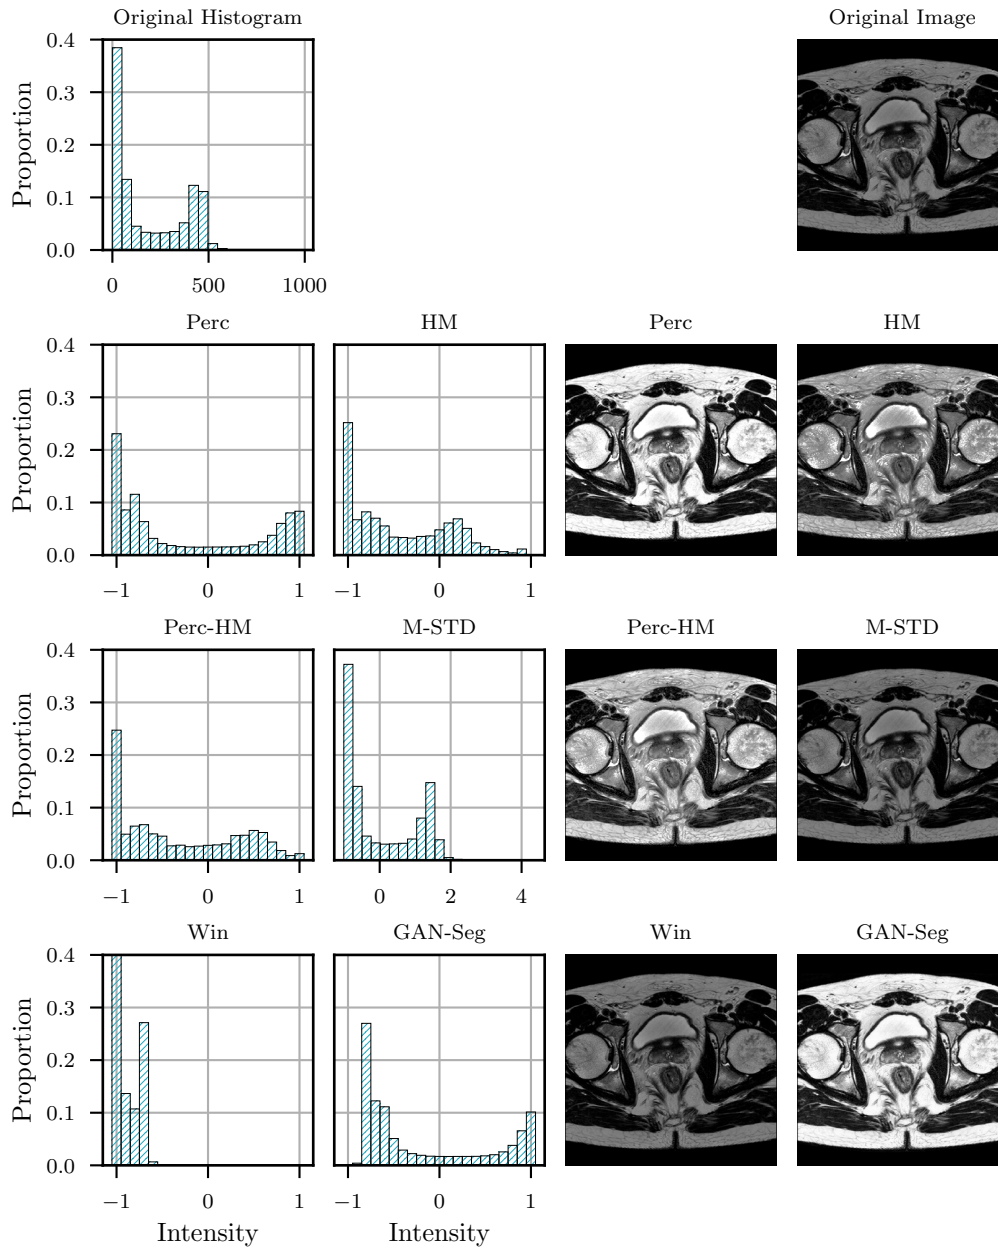 Original Histogram
Original Image
Proportion
0.4
0.3
0.2
0.1
0.0
0 500 1000
Perc HM Perc HM
Proportion
0.4
0.3
0.2
0.1
0.0
−1 0 1 −1 0 1
Perc-HM M-STD Perc-HM M-STD
Proportion
0.4
0.3
0.2
0.1
0.0
−1 0 1 0 2 4
Win GAN-Seg Win GAN-Seg
Proportion
0.4
0.3
0.2
0.1
0.0
−1 0 1 −1 0 1
Intensity Intensity